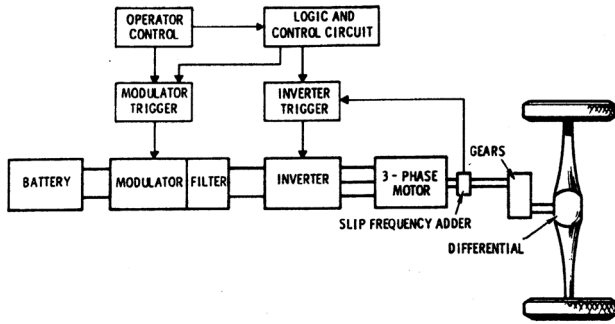 OPERATOR
CONTROL
LOGIC AND
CONTROL CIRCUIT
MODULATOR
TRIGGER
INVERTER
TRIGGER
GEARS
BATTERY
MODULATOR
FILTER
INVERTER
3 - PHASE
MOTOR
SLIP FREQUENCY ADDER
DIFFERENTIAL